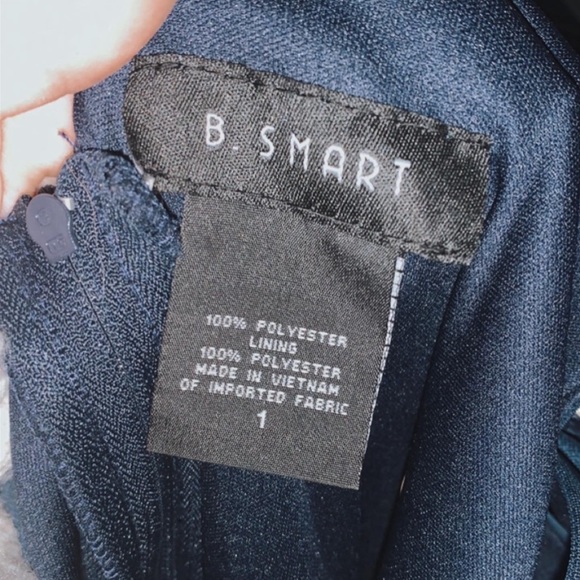 B. SMART
100% POLYESTER
LINING
100% POLYESTER
MADE IN VIETNAM
OF IMPORTED FABRIC
1